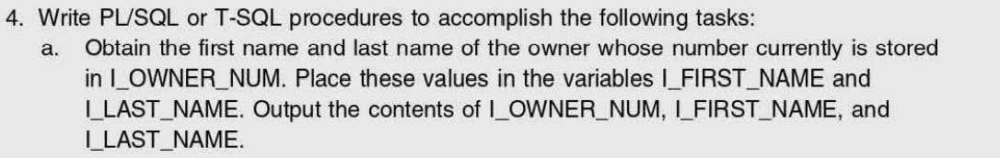 4. Write PL/SQL or T-SQL procedures to accomplish the following tasks:
a. Obtain the first name and last name of the owner whose number currently is stored
in I_OWNER_NUM. Place these values in the variables I_FIRST_NAME and
I_LAST_NAME. Output the contents of I_OWNER_NUM, I_FIRST_NAME, and
I_LAST_NAME.